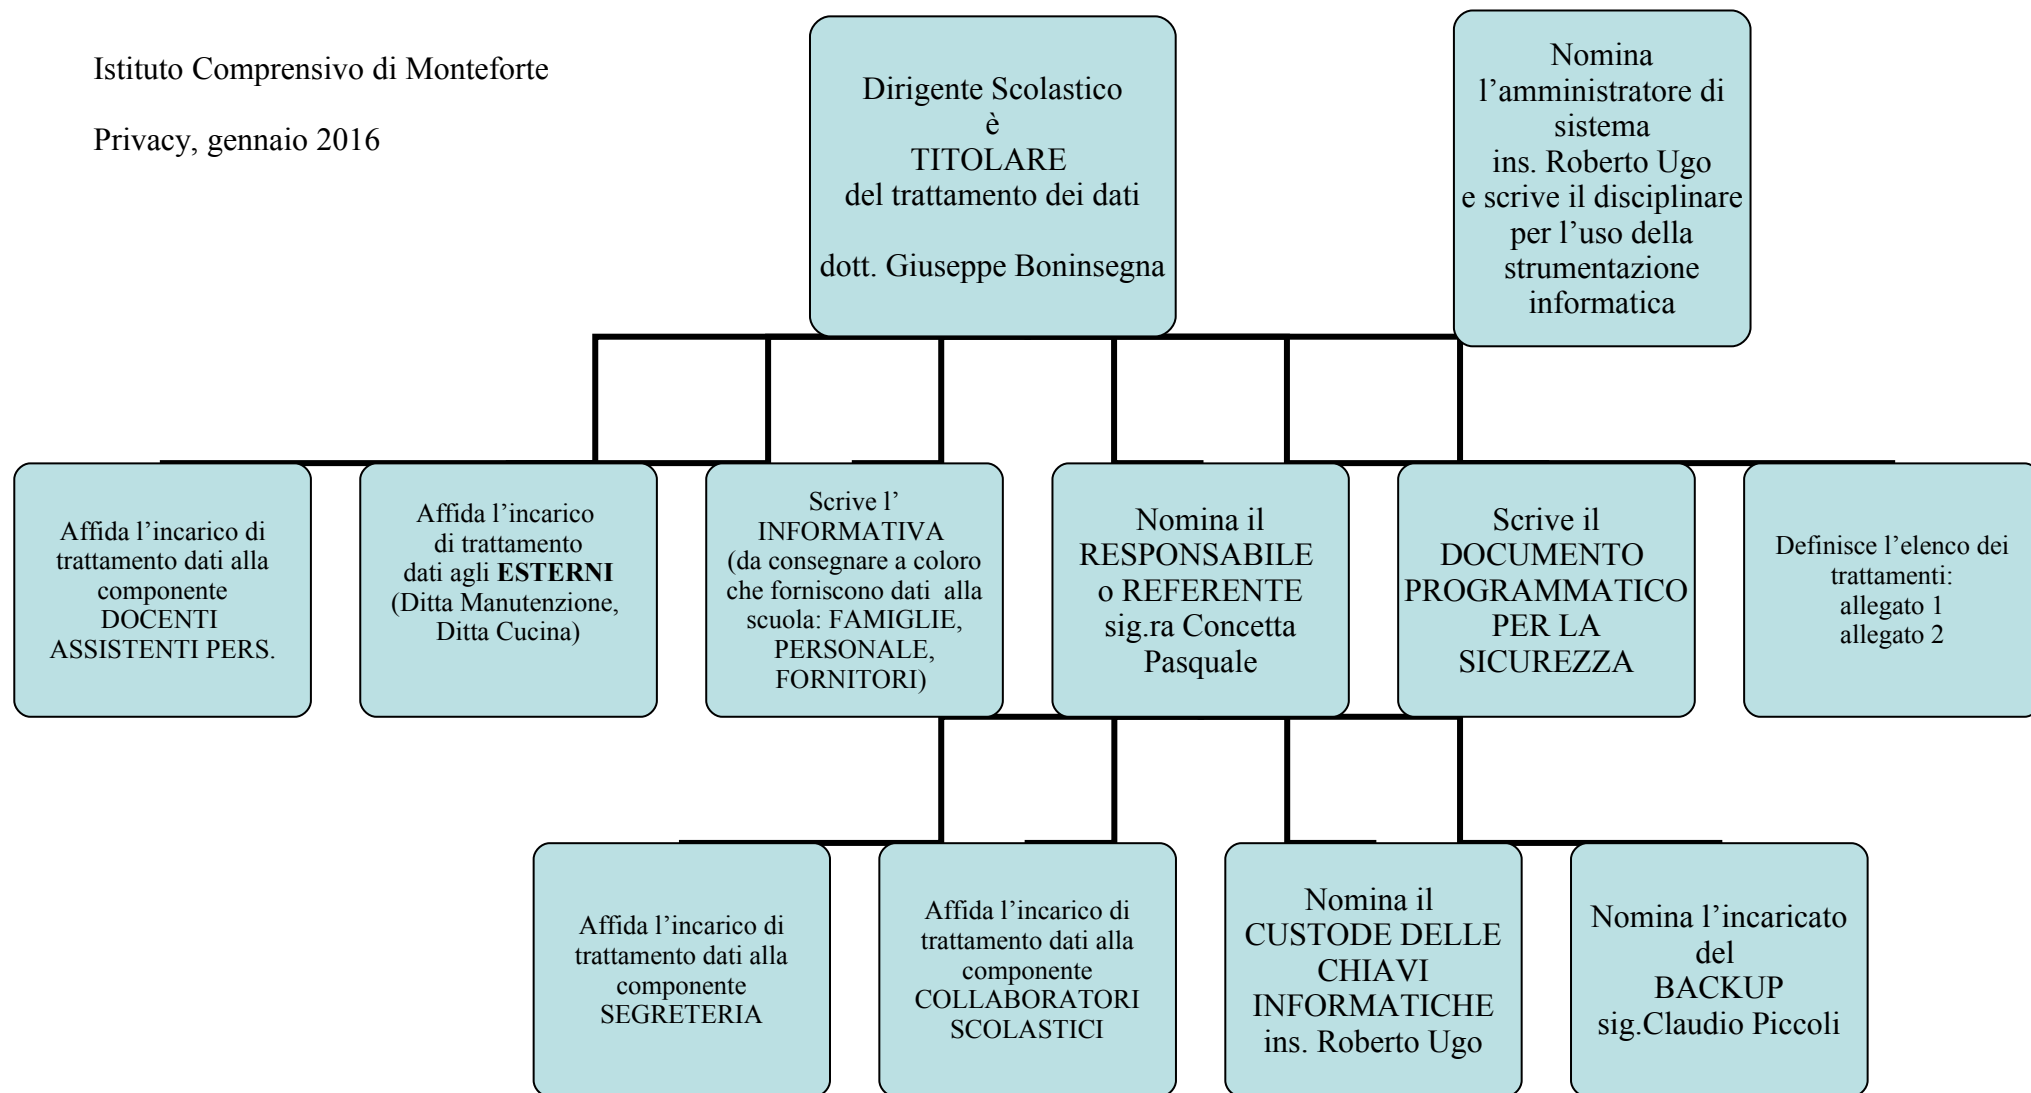 Istituto Comprensivo di Monteforte
Privacy, gennaio 2016
Dirigente Scolastico
è
TITOLARE
del trattamento dei dati
dott. Giuseppe Boninsegna
Nomina
l’amministratore di
sistema
ins. Roberto Ugo
e scrive il disciplinare
per l’uso della
strumentazione
informatica
Affida l’incarico di
trattamento dati alla
componente
DOCENTI
ASSISTENTI PERS.
Affida l’incarico
di trattamento
dati agli ESTERNI
(Ditta Manutenzione,
Ditta Cucina)
Scrive l’
INFORMATIVA
(da consegnare a coloro
che forniscono dati alla
scuola: FAMIGLIE,
PERSONALE,
FORNITORI)
Nomina il
RESPONSABILE
o REFERENTE
sig.ra Concetta
Pasquale
Scrive il
DOCUMENTO
PROGRAMMATICO
PER LA
SICUREZZA
Definisce l’elenco dei
trattamenti:
allegato 1
allegato 2
Affida l’incarico di
trattamento dati alla
componente
SEGRETERIA
Affida l’incarico di
trattamento dati alla
componente
COLLABORATORI
SCOLASTICI
Nomina il
CUSTODE DELLE
CHIAVI
INFORMATICHE
ins. Roberto Ugo
Nomina l’incaricato
del
BACKUP
sig.Claudio Piccoli